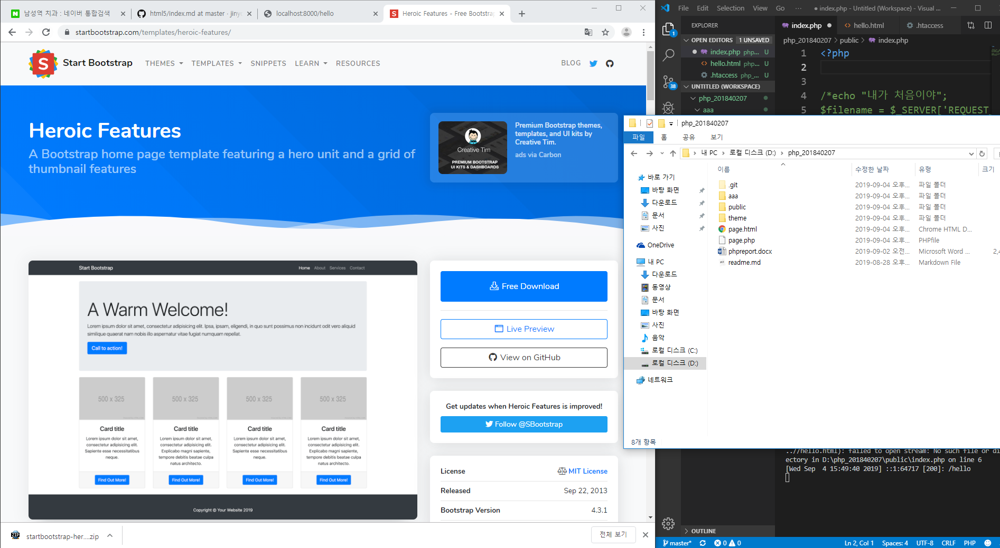 남성역 치과 : 네이버 통합검색
html5/index.md at master · jiny
localhost:8000/hello
Heroic Features - Free Bootstra
startbootstrap.com/templates/heroic-features/
Start Bootstrap
THEMES
TEMPLATES
SNIPPETS
LEARN
RESOURCES
BLOG
Heroic Features
A Bootstrap home page template featuring a hero unit and a grid of
thumbnail features
Creative Tim
PREMIUM BOOTSTRAP
UI KITS & DASHBOARDS
Premium Bootstrap themes,
templates, and UI kits by
Creative Tim.
ads via Carbon
Start Bootstrap
Home About Services Contact
A Warm Welcome!
Lorem ipsum dolor sit amet, consectetur adipisicing elit. Ipsa, ipsam, eligendi, in quo sunt possimus non incidunt odit vero aliquid
similique quaerat nam nobis illo aspernatur vitae fugiat numquam repellat.
Call to action!
500 x 325
Card title
Lorem ipsum dolor sit amet,
consectetur adipisicing elit.
Sapiente esse necessitatibus
neque.
Find Out More!
500 x 325
Card title
Lorem ipsum dolor sit amet,
consectetur adipisicing elit.
Explicabo magni sapiente,
tempore debitis beatae culpa
natus architecto.
Find Out More!
500 x 325
Card title
Lorem ipsum dolor sit amet,
consectetur adipisicing elit.
Sapiente esse necessitatibus
neque.
Find Out More!
500 x 325
Card title
Lorem ipsum dolor sit amet,
consectetur adipisicing elit.
Explicabo magni sapiente,
tempore debitis beatae culpa
natus architecto.
Find Out More!
Copyright © Your Website 2019
Free Download
Live Preview
View on GitHub
Get updates when Heroic Features is improved!
Follow @SBootstrap
License MIT License
Released Sep 22, 2013
Bootstrap Version 4.3.1
startbootstrap-her....zip
전체 보기
File Edit Selection View Go ··· ● index.php - Untitled (Workspace) - Visual ...
EXPLORER
index.php
hello.html
.htaccess
OPEN EDITORS 1 UNSAVED
index.php php... U
hello.html php... U
.htaccess php_... U
UNTITLED (WORKSPACE)
php_201840207
aaa
1
38
php_201840207 > public > index.php
1 <?php
2
3
4 /*echo "내가 처음이야";
5 $filename = $_SERVER['REQUEST_
php_201840207
파일 홈 공유 보기
내 PC > 로컬 디스크 (D:) > php_201840207
바로 가기
바탕 화면
다운로드
문서
사진
OneDrive
내 PC
다운로드
동영상
문서
바탕 화면
사진
음악
로컬 디스크 (C:)
로컬 디스크 (D:)
네트워크
이름 수정한 날짜 유형 크기
.git 2019-09-04 오후... 파일 폴더
aaa 2019-09-04 오후... 파일 폴더
public 2019-09-04 오후... 파일 폴더
theme 2019-09-04 오후... 파일 폴더
page.html 2019-09-04 오후... Chrome HTML D...
page.php 2019-09-04 오후... PHPfile
phpreport.docx 2019-09-02 오전... Microsoft Word ... 2,4
readme.md 2019-08-28 오후... Markdown File
8개 항목
..//hello.html): failed to open stream: No such file or di
ectory in D:\php_201840207\public\index.php on line 6
[Wed Sep  4 15:49:40 2019] ::1:64717 [200]: /hello
OUTLINE
master* 0 0 Ln 2, Col 1 Spaces: 4 UTF-8 CRLF PHP